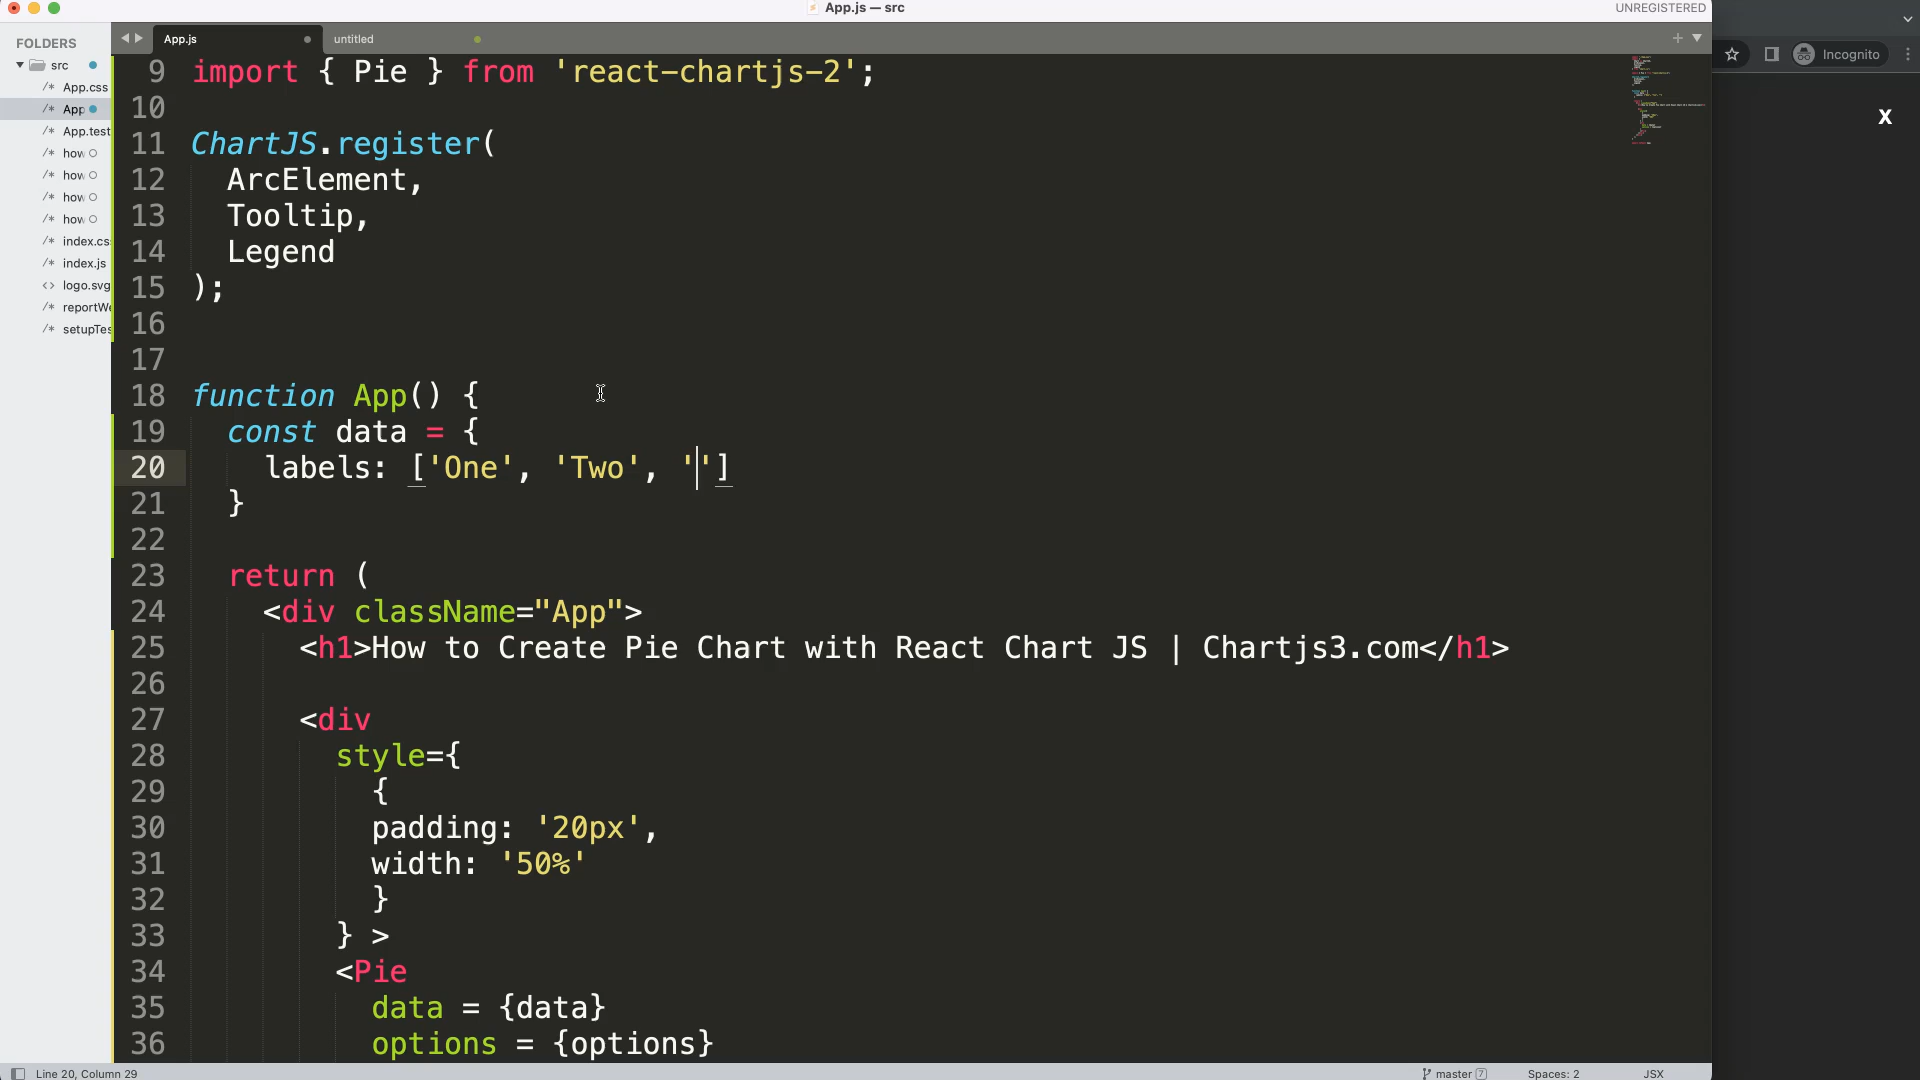 App.js — src
UNREGISTERED
FOLDERS
src
App.css
App
App.test
how
how
how
how
index.cs
index.js
logo.svg
reportWe
setupTes
App.js
untitled
Incognito
X
9 import { Pie } from 'react-chartjs-2';
10
11 ChartJS.register(
12 ArcElement,
13 Tooltip,
14 Legend
15 );
16
17
18 function App() {
19 const data = {
20 labels: ['One', 'Two', '']
21 }
22
23 return (
24 <div className="App">
25 <h1>How to Create Pie Chart with React Chart JS | Chartjs3.com</h1>
26
27 <div
28 style={
29 {
30 padding: '20px',
31 width: '50%'
32 }
33 } >
34 <Pie
35 data = {data}
36 options = {options}
Line 20, Column 29
master 7
Spaces: 2
JSX